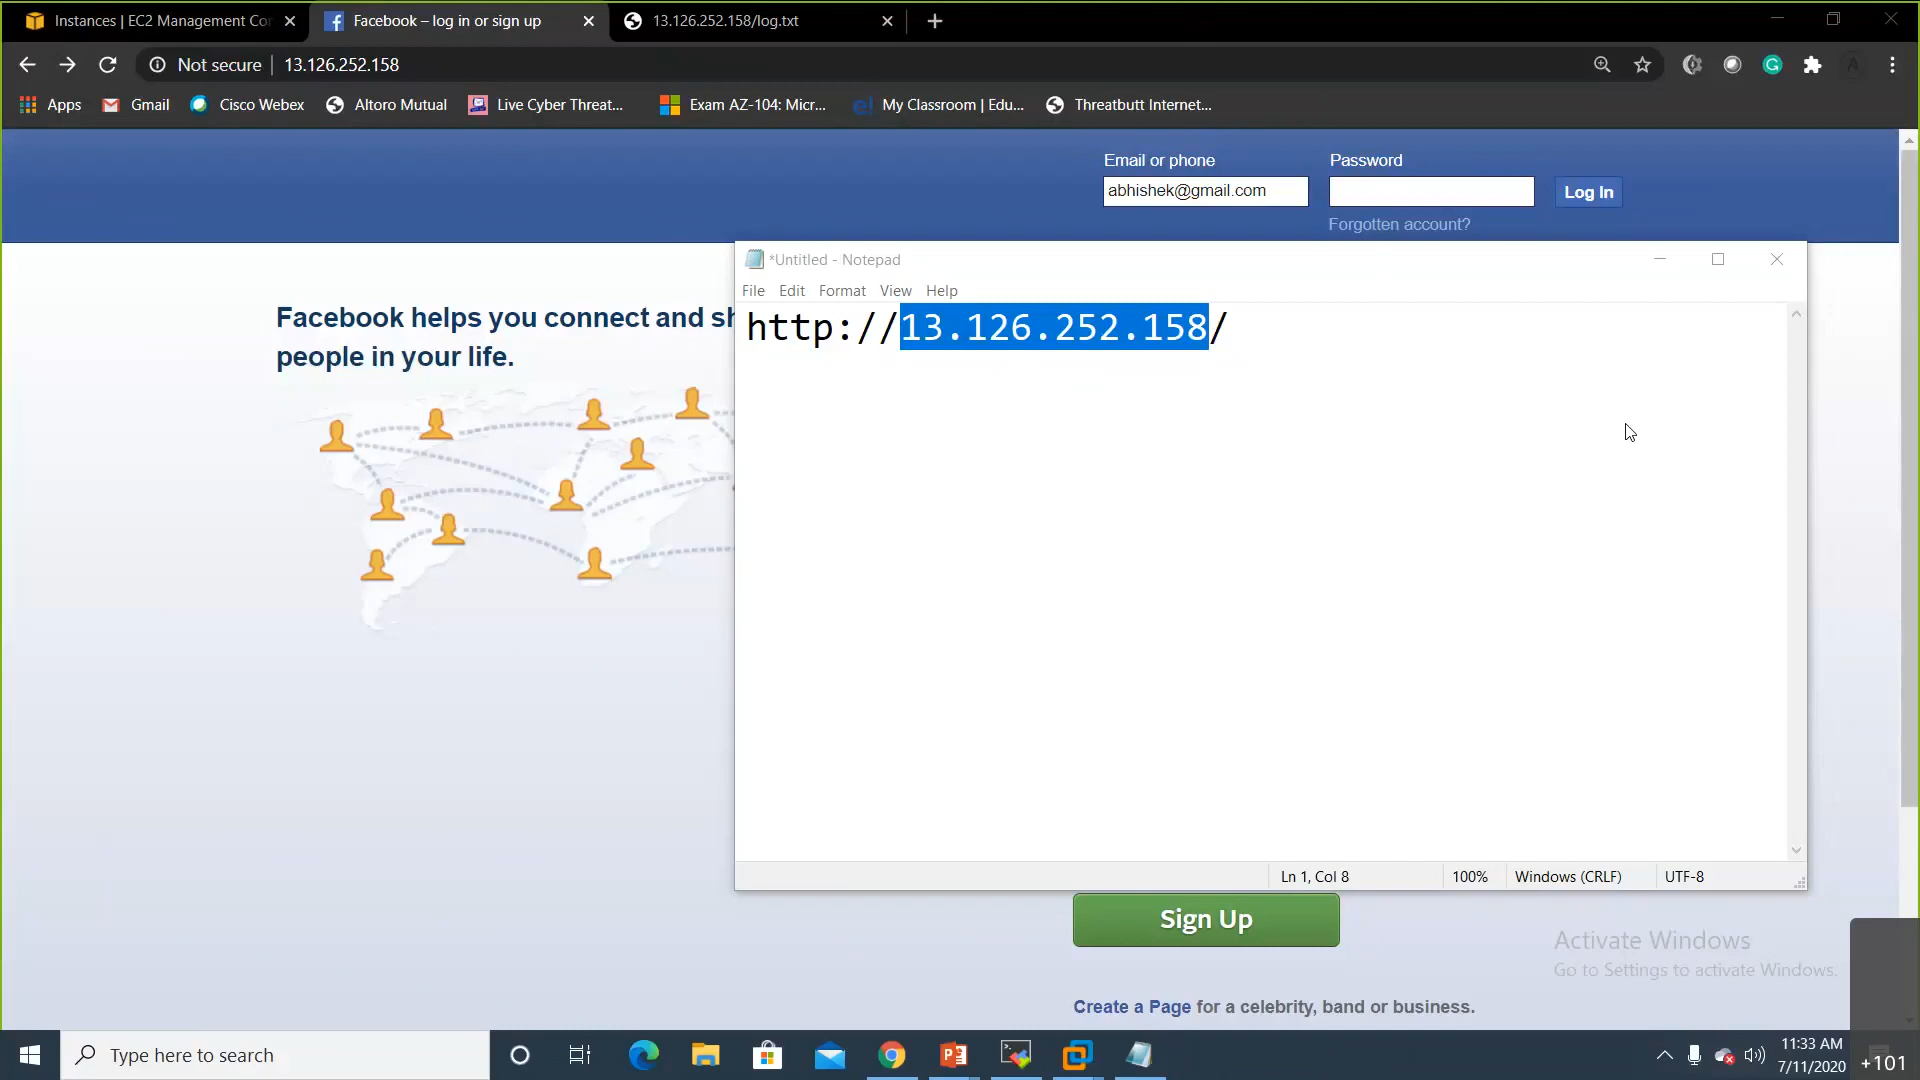 Instances | EC2 Management Con
Facebook – log in or sign up
13.126.252.158/log.txt
Not secure
13.126.252.158
Apps
Gmail
Cisco Webex
Altoro Mutual
Live Cyber Threat...
Exam AZ-104: Micr...
My Classroom | Edu...
Threatbutt Internet...
Email or phone
Password
abhishek@gmail.com
Log In
Forgotten account?
*Untitled - Notepad
File Edit Format View Help
http://13.126.252.158/
Facebook helps you connect and sh
people in your life.
Ln 1, Col 8
100%
Windows (CRLF)
UTF-8
Sign Up
Activate Windows
Go to Settings to activate Windows.
Create a Page for a celebrity, band or business.
Type here to search
11:33 AM
7/11/2020
+101